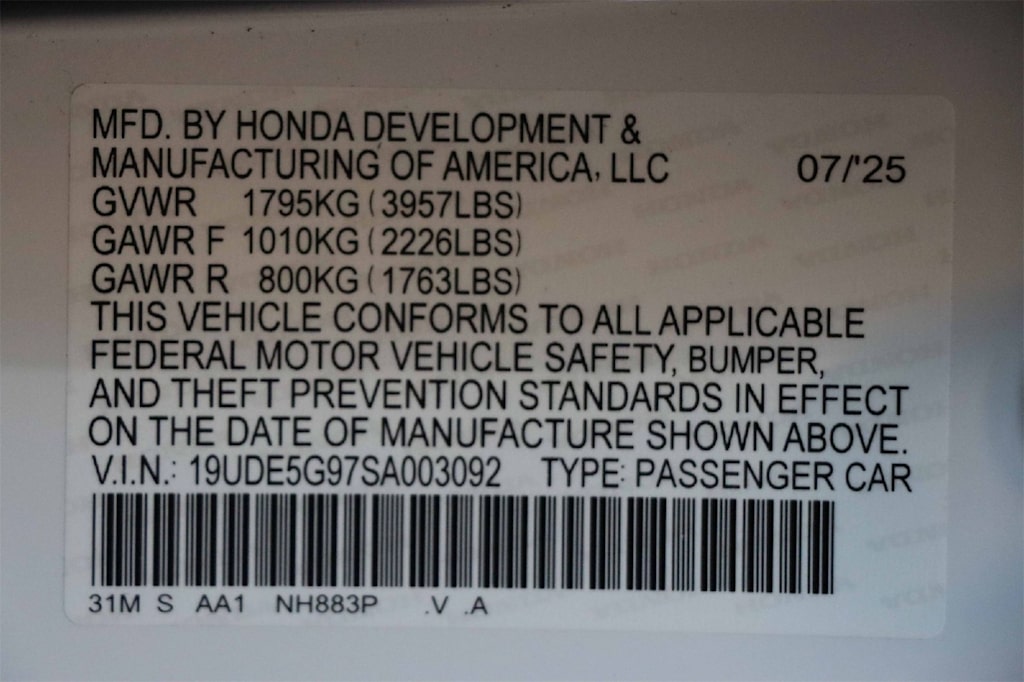 MFD. BY HONDA DEVELOPMENT &
MANUFACTURING OF AMERICA, LLC 07/'25
GVWR 1795KG (3957LBS)
GAWR F 1010KG (2226LBS)
GAWR R 800KG (1763LBS)
THIS VEHICLE CONFORMS TO ALL APPLICABLE
FEDERAL MOTOR VEHICLE SAFETY, BUMPER,
AND THEFT PREVENTION STANDARDS IN EFFECT
ON THE DATE OF MANUFACTURE SHOWN ABOVE.
V.I.N.: 19UDE5G97SA003092 TYPE: PASSENGER CAR
31M S AA1 NH883P .V .A